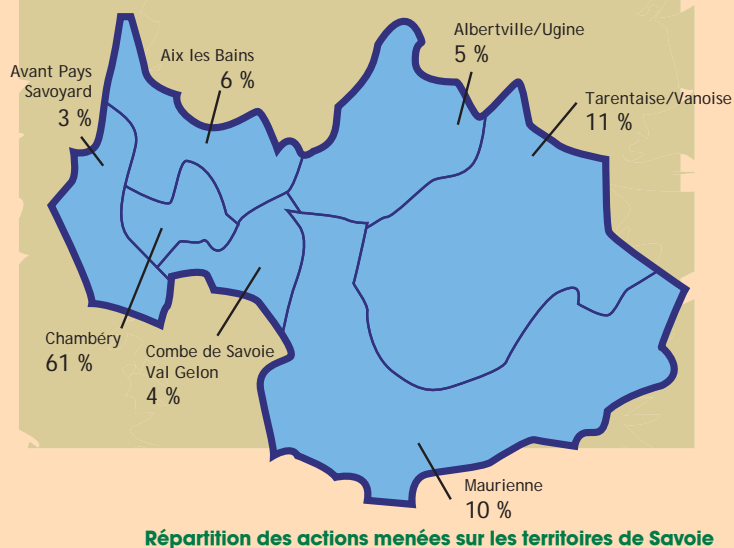 Albertville/Ugine
5 %
Aix les Bains
6 %
Avant Pays
Savoyard
3 %
Tarentaise/Vanoise
11 %
Chambéry
61 %
Combe de Savoie
Val Gelon
4 %
Maurienne
10 %
Répartition des actions menées sur les territoires de Savoie